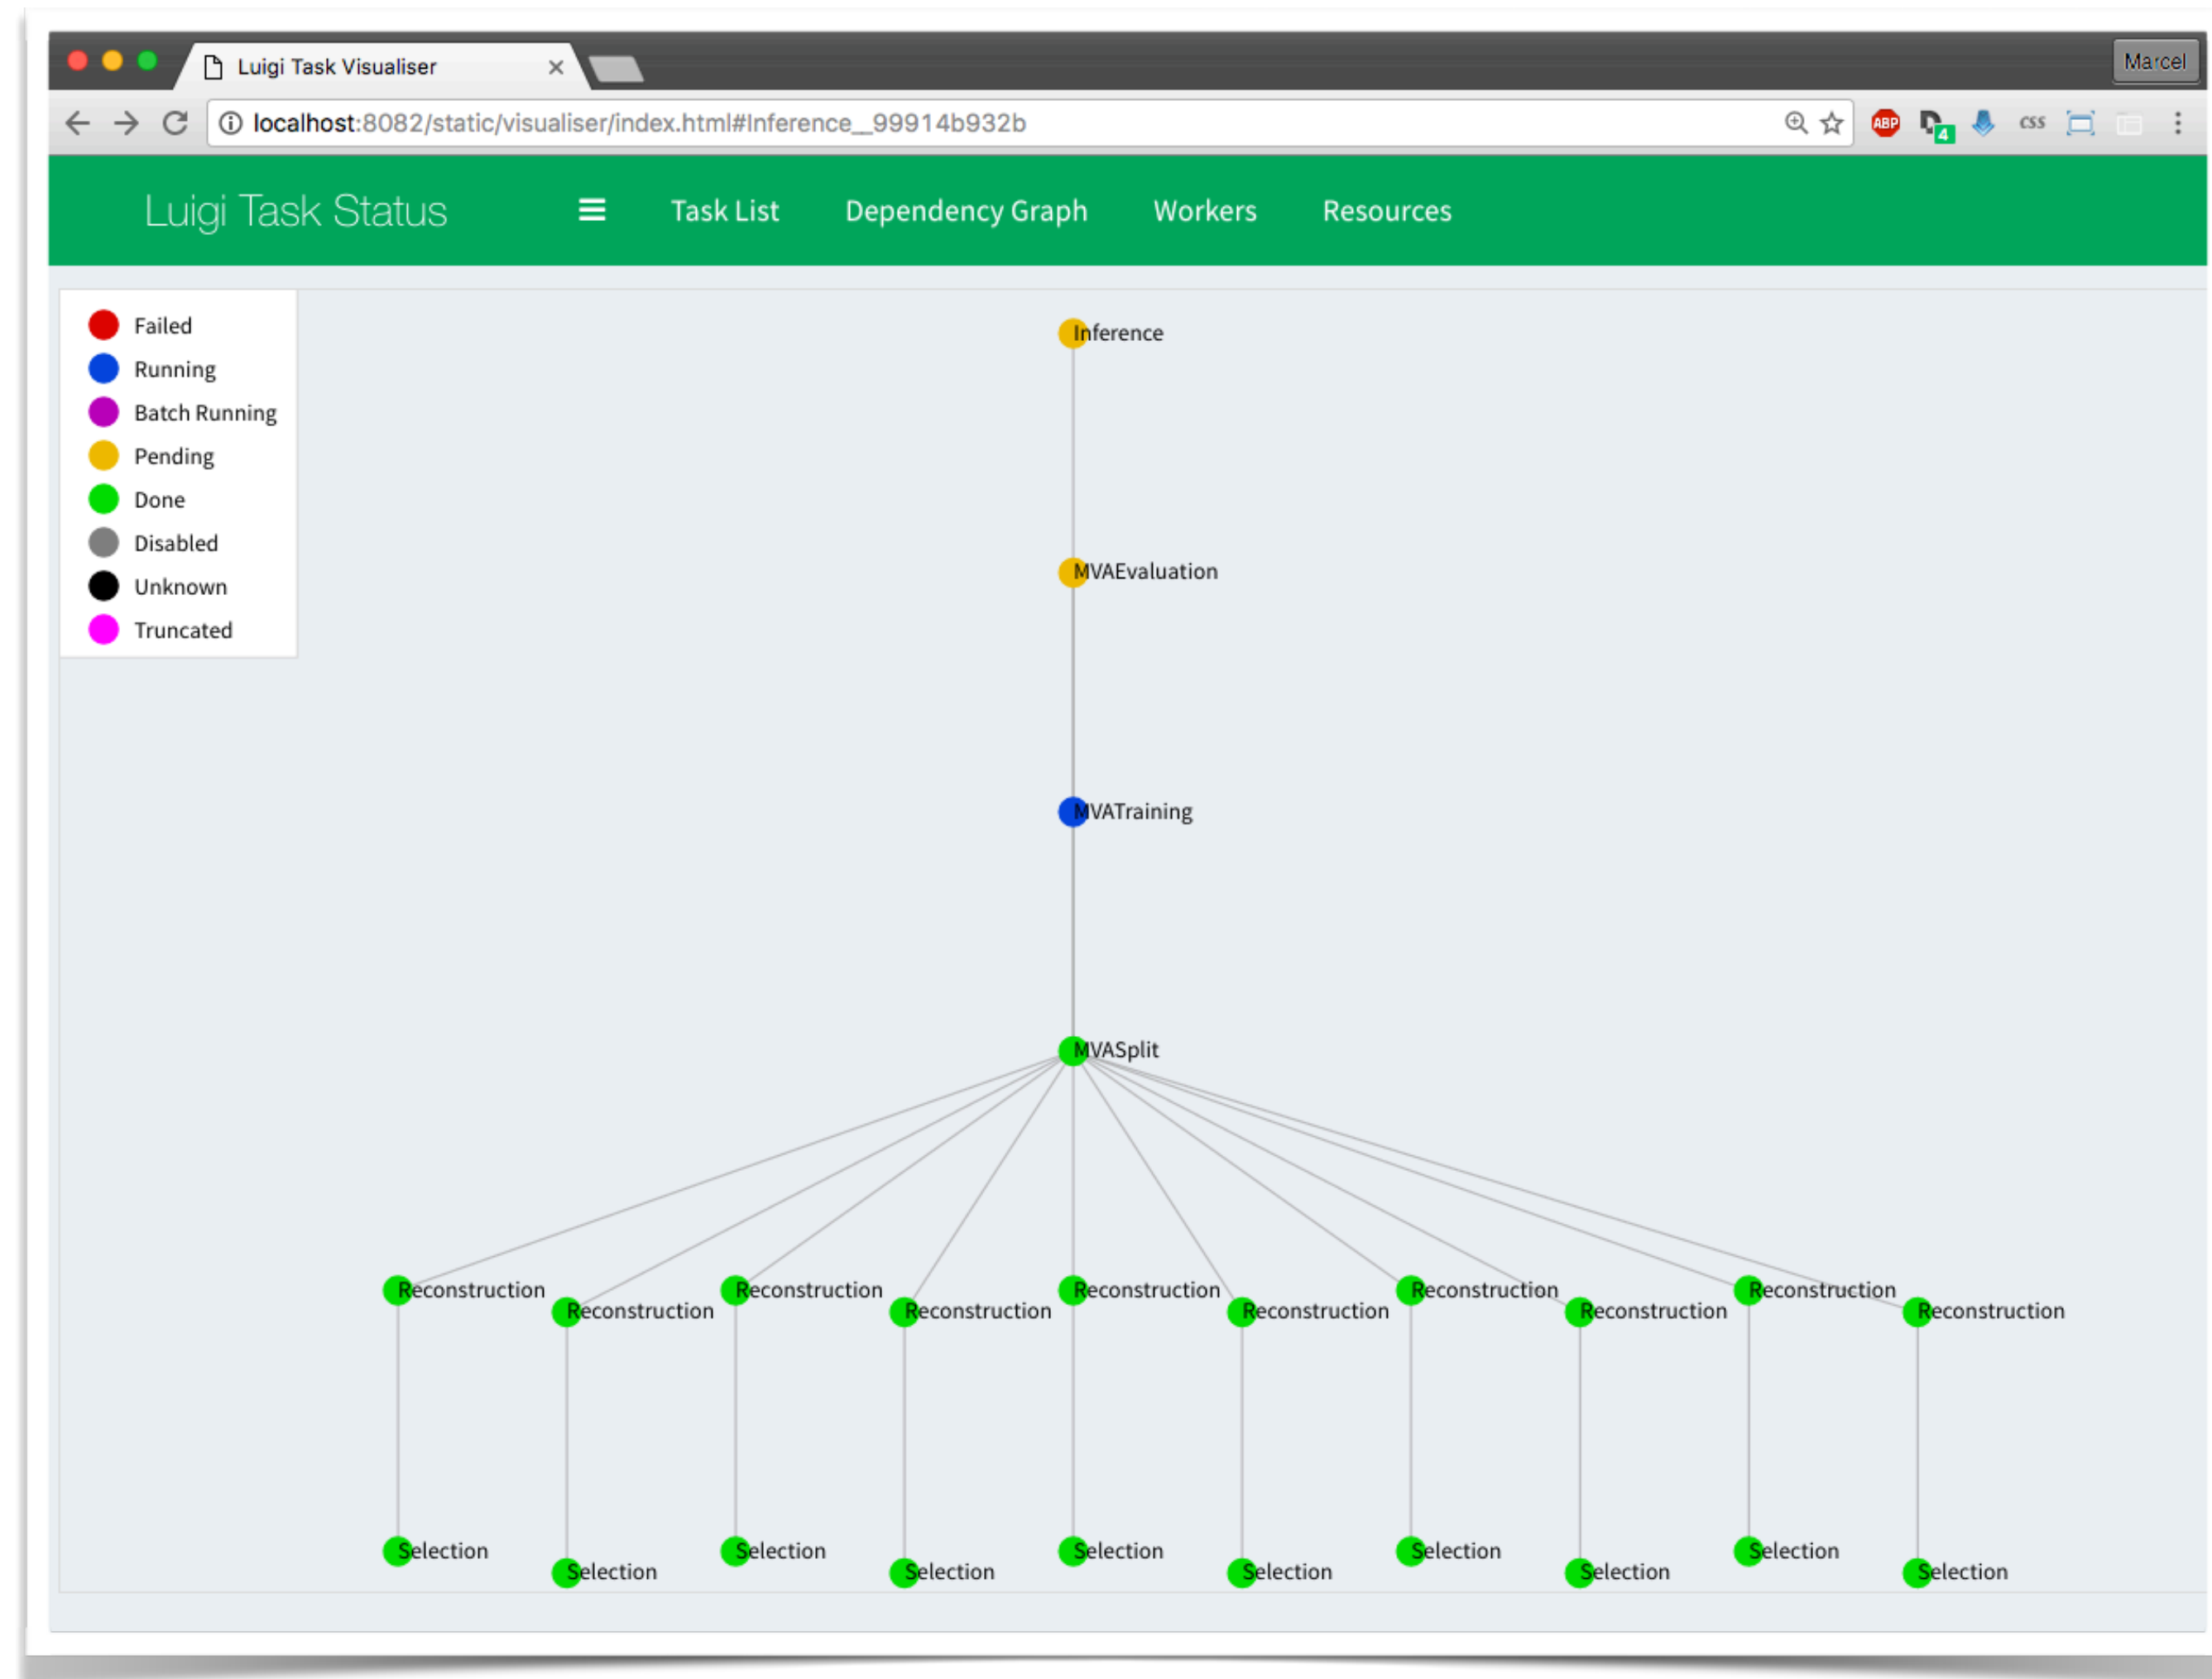 Luigi Task Visualiser
Marcel
localhost:8082/static/visualiser/index.html#Inference__99914b932b
ABP
4
css
Luigi Task Status
Task List
Dependency Graph
Workers
Resources
Failed
Running
Batch Running
Pending
Done
Disabled
Unknown
Truncated
Inference
MVAEvaluation
MVATraining
MVASplit
Reconstruction
Reconstruction
Reconstruction
Reconstruction
Reconstruction
Reconstruction
Reconstruction
Reconstruction
Reconstruction
Reconstruction
Selection
Selection
Selection
Selection
Selection
Selection
Selection
Selection
Selection
Selection